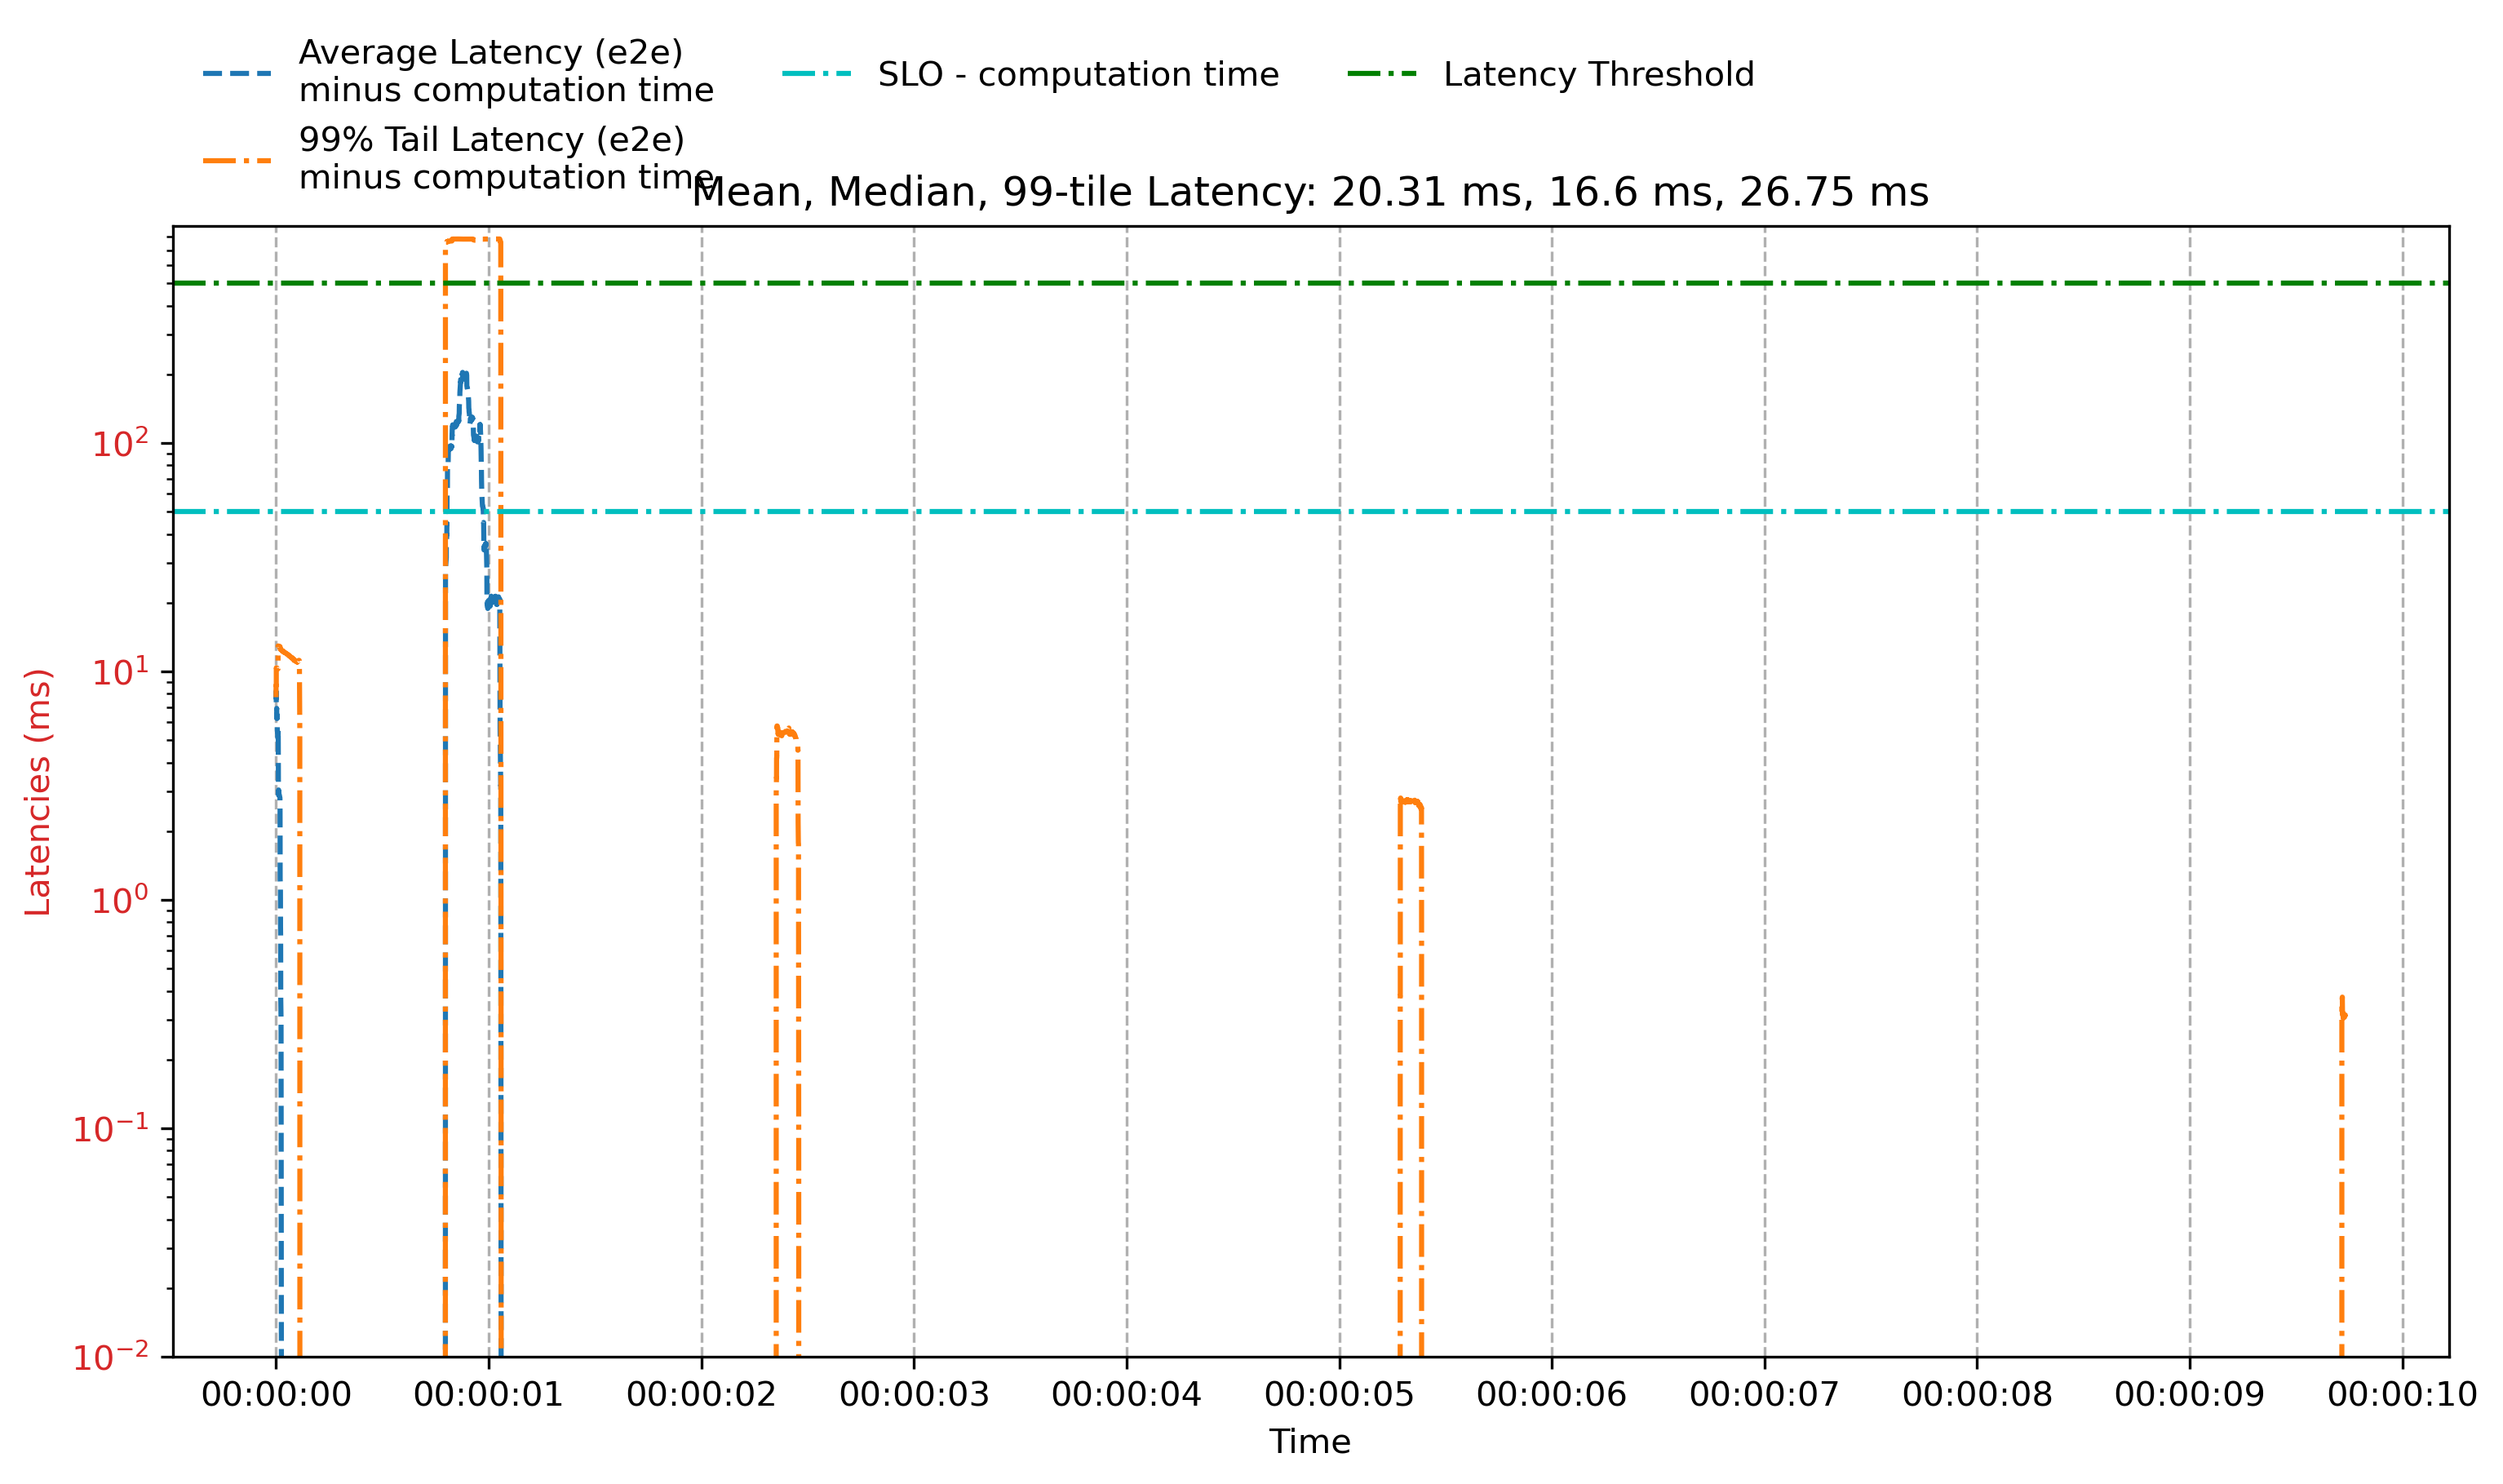 Average Latency (e2e)
minus computation time
99% Tail Latency (e2e)
minus computation time
SLO - computation time
Latency Threshold
Mean, Median, 99-tile Latency: 20.31 ms, 16.6 ms, 26.75 ms
Latencies (ms)
10²
10¹
10⁰
10⁻¹
10⁻²
00:00:00 00:00:01 00:00:02 00:00:03 00:00:04 00:00:05 00:00:06 00:00:07 00:00:08 00:00:09 00:00:10
Time